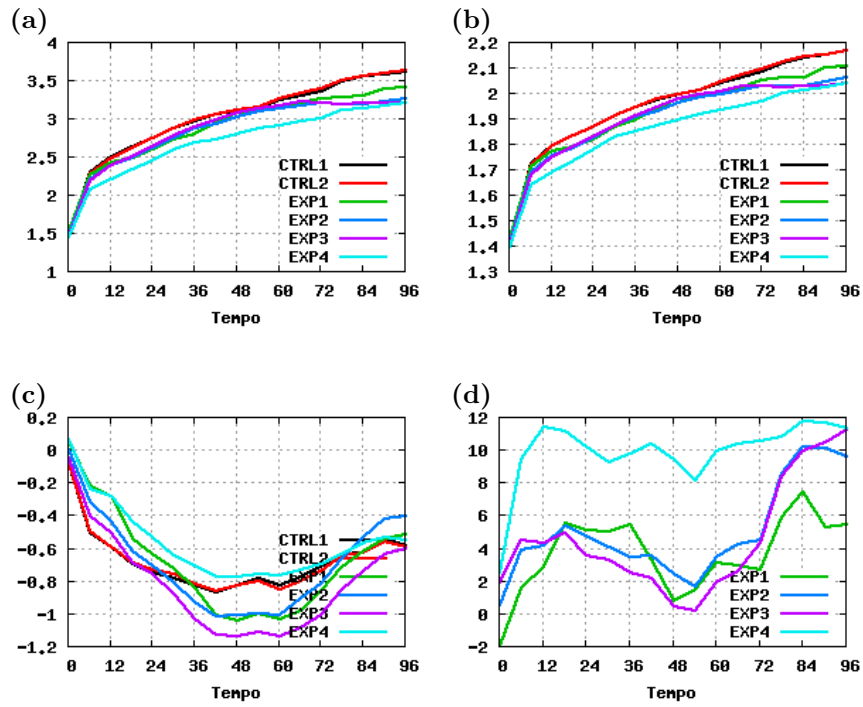 (a)
4
3.5
3
2.5
2
1.5
1
CTRL1
CTRL2
EXP1
EXP2
EXP3
EXP4
0 12 24 36 48 60 72 84 96
Tempo
(b)
2.2
2.1
2
1.9
1.8
1.7
1.6
1.5
1.4
1.3
CTRL1
CTRL2
EXP1
EXP2
EXP3
EXP4
0 12 24 36 48 60 72 84 96
Tempo
(c)
0.2
0
-0.2
-0.4
-0.6
-0.8
-1
-1.2
CTRL1
CTRL2
EXP1
EXP2
EXP3
EXP4
0 12 24 36 48 60 72 84 96
Tempo
(d)
12
10
8
6
4
2
0
-2
EXP1
EXP2
EXP3
EXP4
0 12 24 36 48 60 72 84 96
Tempo